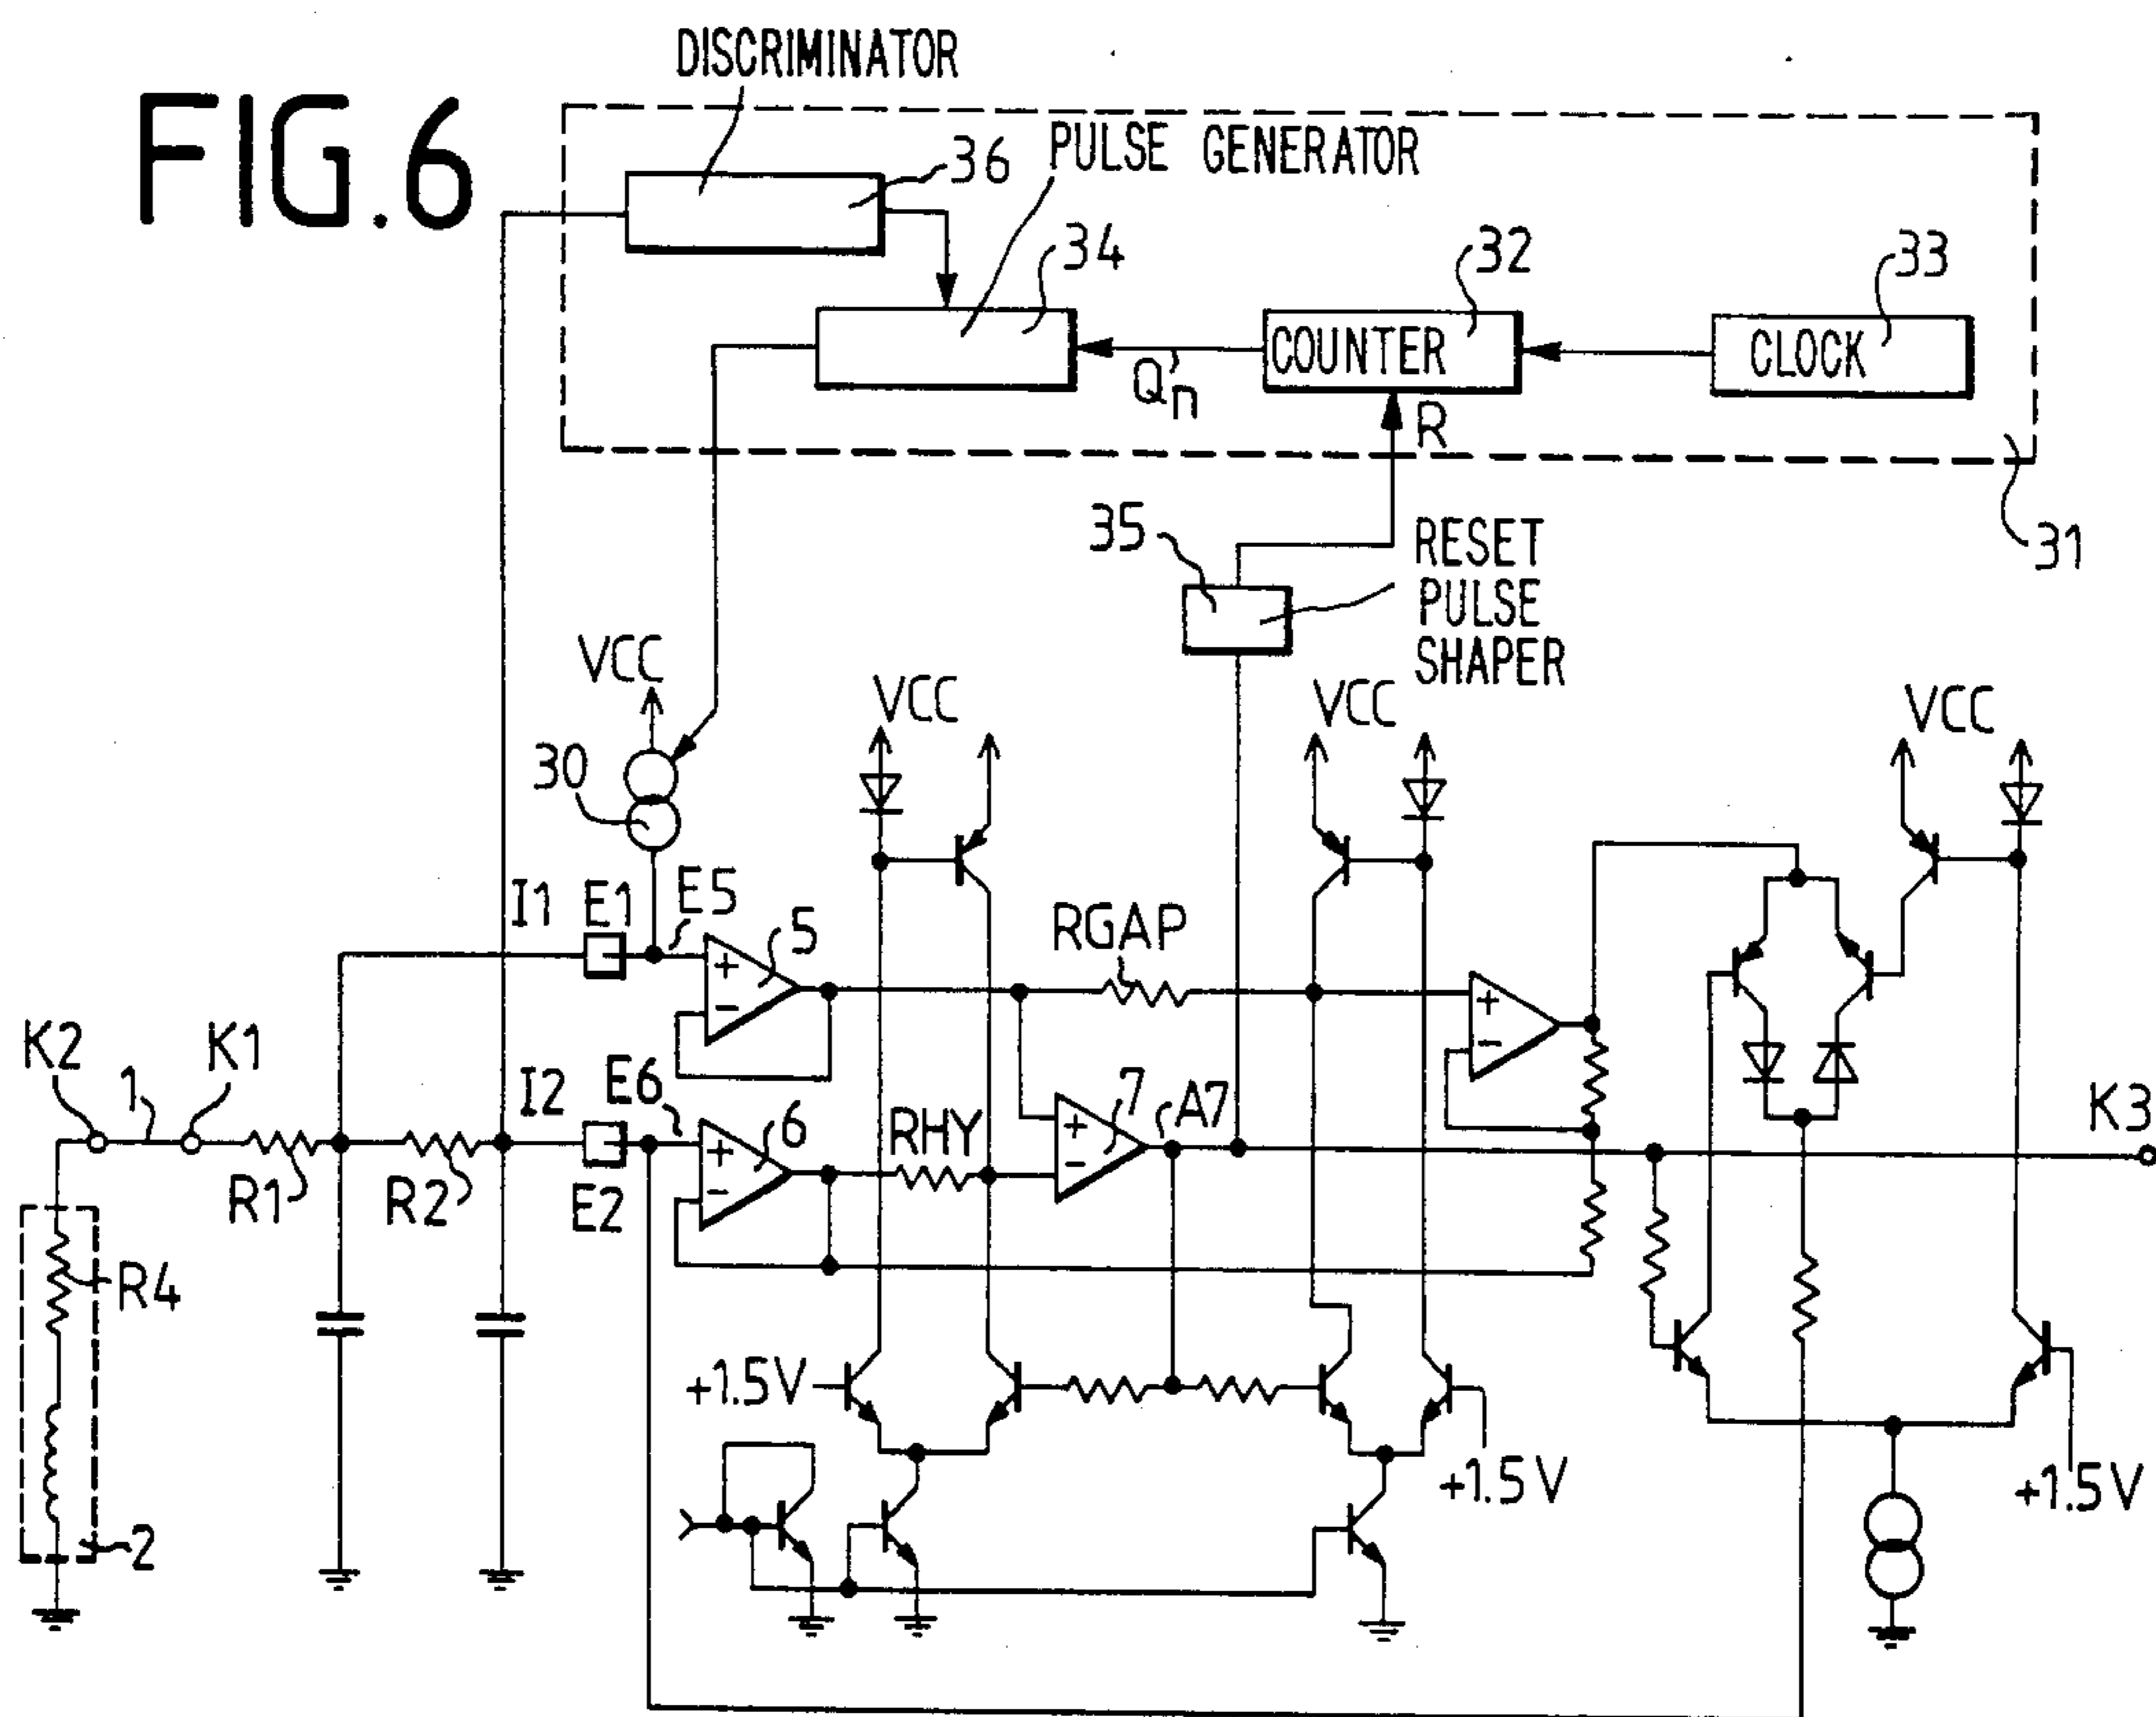 FIG.6
DISCRIMINATOR
36
PULSE GENERATOR
34
32
33
COUNTER
CLOCK
Qn
R
31
35
RESET
PULSE
SHAPER
VCC
VCC
VCC
VCC
30
I1
E1
E5
+
-
5
RGAP
+
-
K2
1
K1
R1
R2
I2
E6
E2
+
-
6
RHY
+
-
7
A7
K3
R4
2
+1.5V
+1.5V
+1.5V